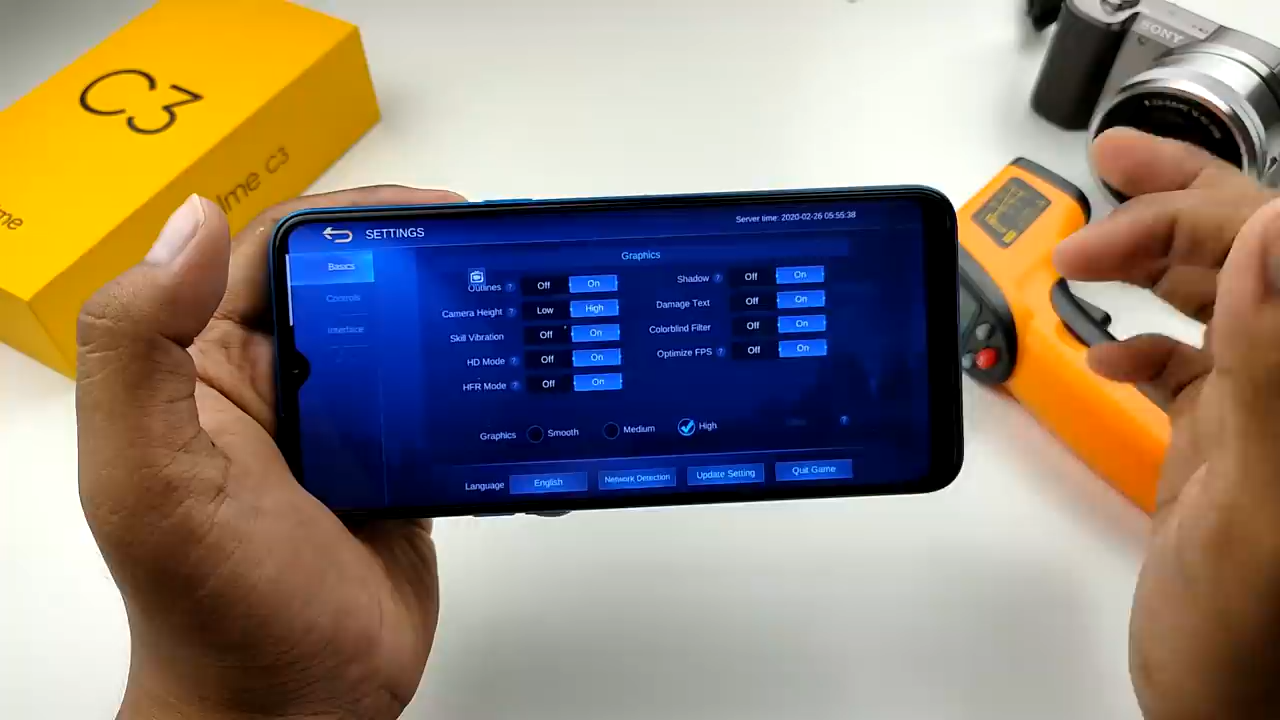 C3
lme C3
me
SONY
Server time: 2020-02-26 05:55:38
SETTINGS
Graphics
Basics
Controls
Interface
Outlines ? Off On
Shadow ? Off On
Camera Height ? Low High
Damage Text Off On
Skill Vibration Off On
Colorblind Filter Off On
HD Mode ? Off On
Optimize FPS ? Off On
HFR Mode ? Off On
Graphics Smooth Medium High ?
Language English Network Detection Update Setting Quit Game